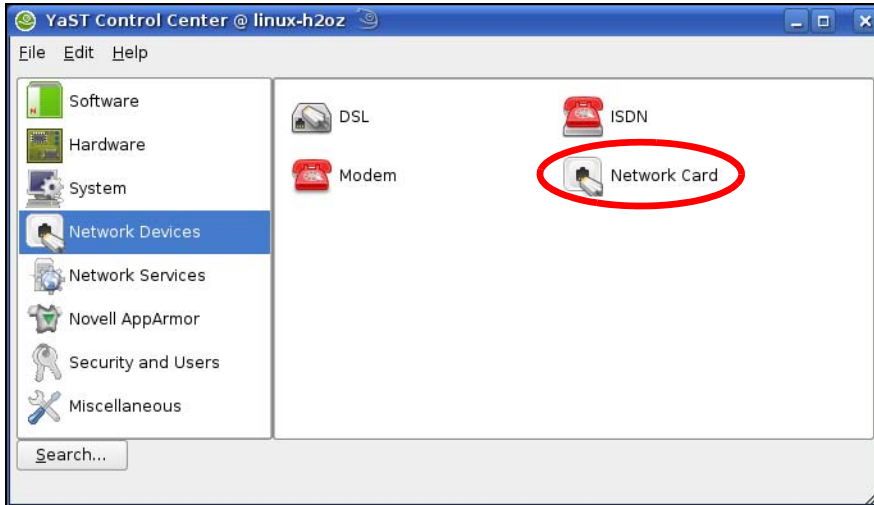 YaST Control Center @ linux-h2oz
File Edit Help
Software
Hardware
System
Network Devices
Network Services
Novell AppArmor
Security and Users
Miscellaneous
DSL
ISDN
Modem
Network Card
Search...